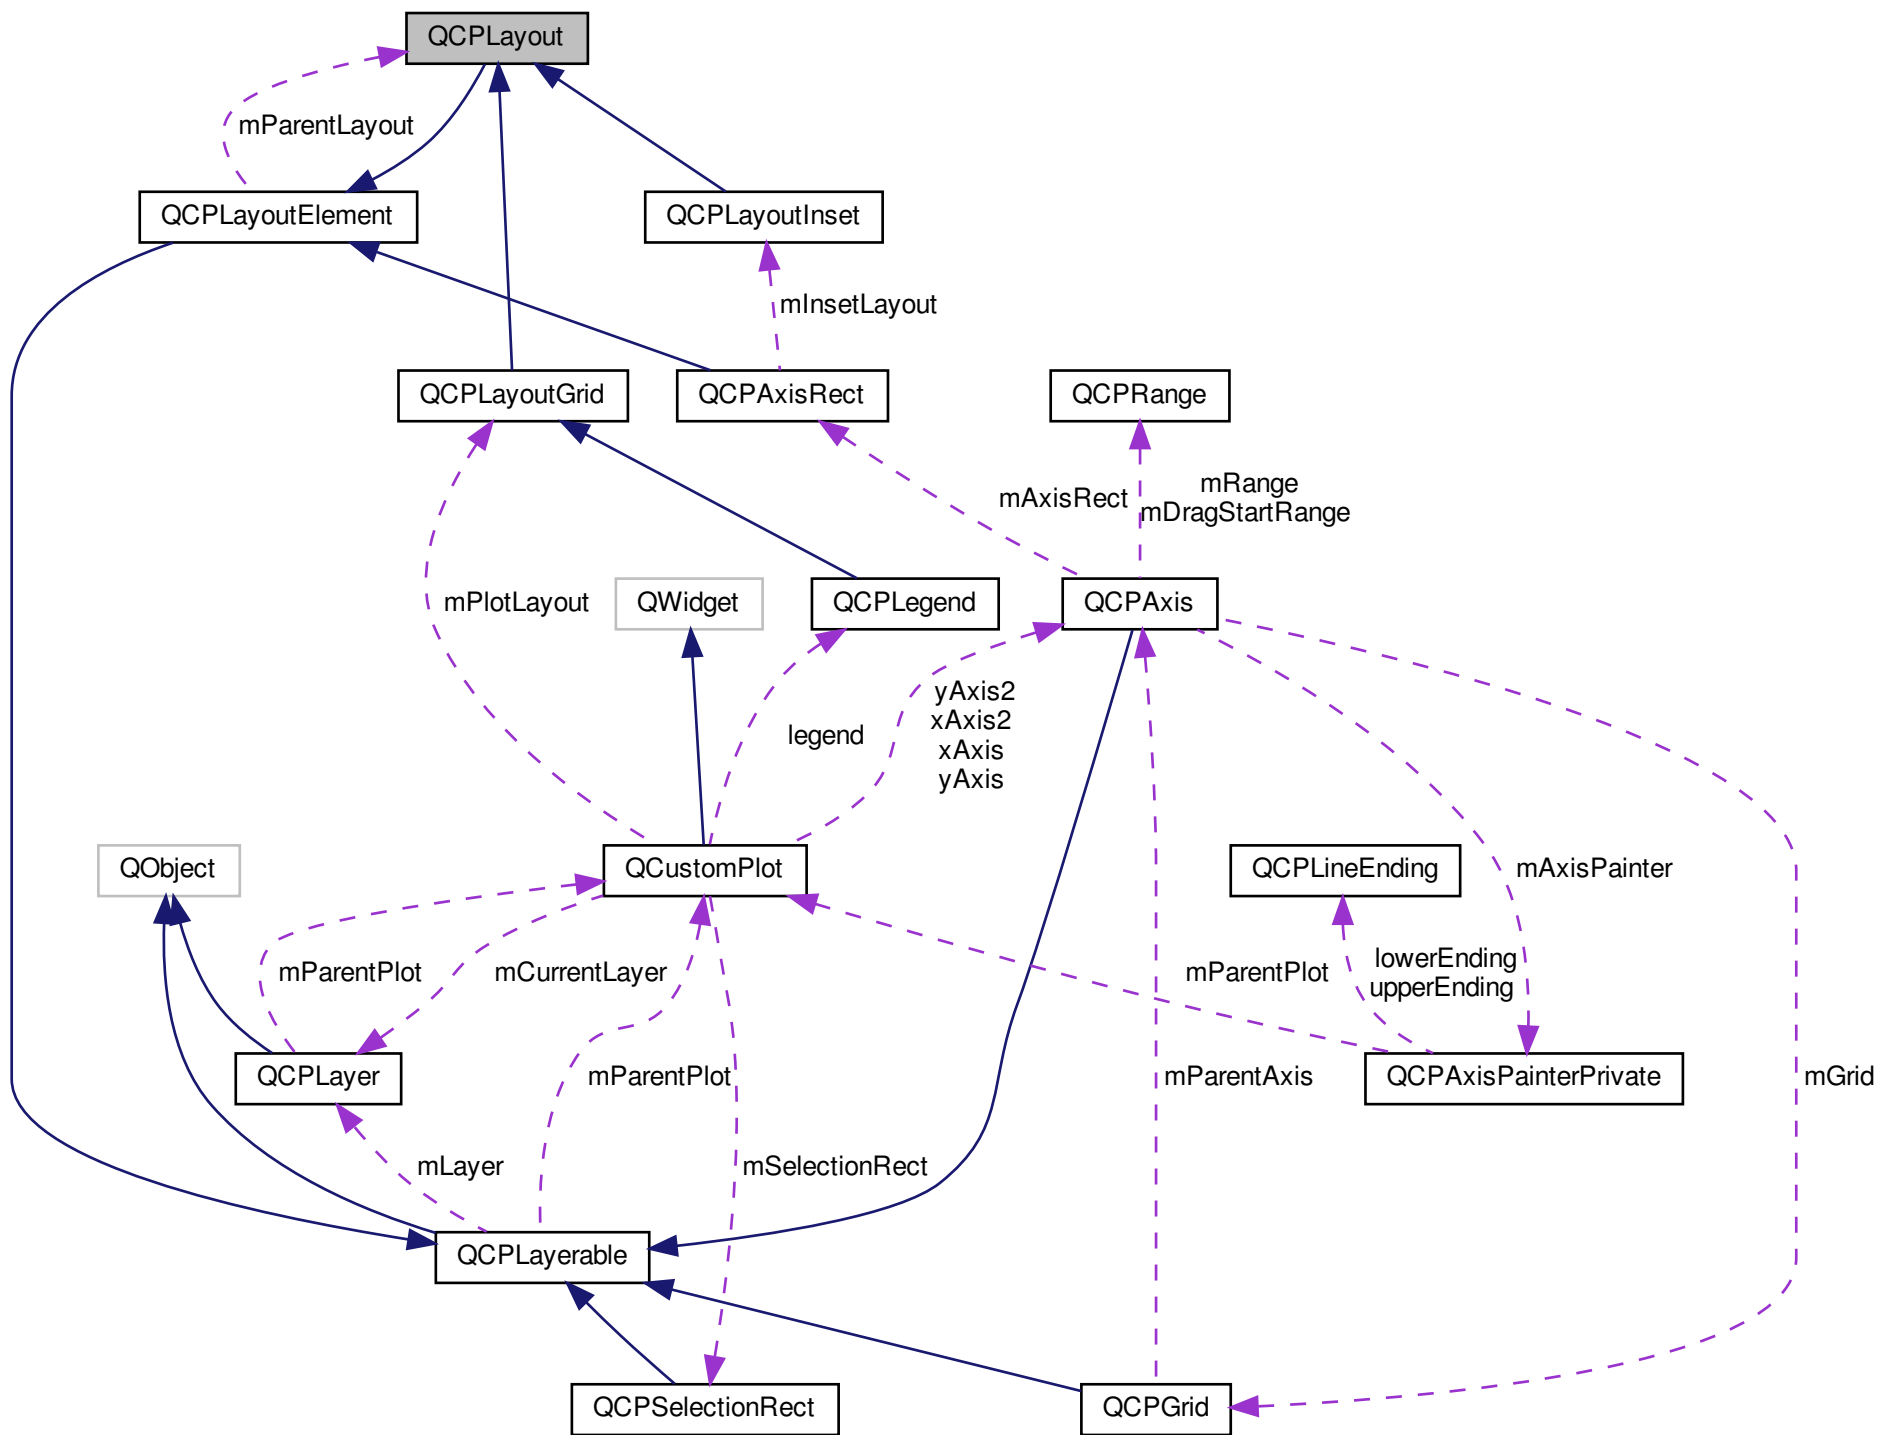 QCPLayout
mParentLayout
QCPLayoutElement
QCPLayoutInset
mInsetLayout
QCPLayoutGrid
QCPAxisRect
QCPRange
mAxisRect
mRange
mDragStartRange
mPlotLayout
QWidget
QCPLegend
QCPAxis
legend
yAxis2
xAxis2
xAxis
yAxis
QObject
QCustomPlot
QCPLineEnding
mAxisPainter
mParentPlot
mCurrentLayer
mParentPlot
lowerEnding
upperEnding
QCPLayer
mParentPlot
mParentAxis
QCPAxisPainterPrivate
mGrid
mLayer
mSelectionRect
QCPLayerable
QCPSelectionRect
QCPGrid